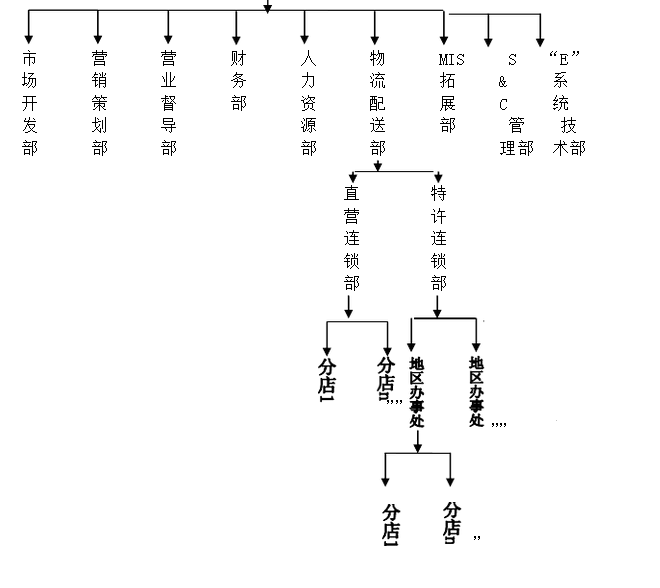 市场开发部
营销策划部
营业督导部
财务部
人力资源部
物流配送部
MIS拓展部
S&C管理部
“E”系统技术部
直营连锁部
特许连锁部
分店1
分店n,,,,
地区办事处
地区办事处,,,,
分店1
分店n,,